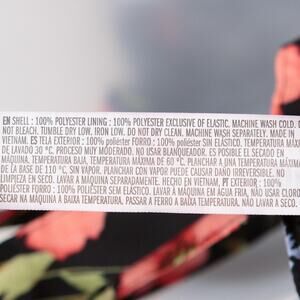 EN SHELL : 100% POLYESTER LINING : 100% POLYESTER EXCLUSIVE OF ELASTIC. MACHINE WASH COLD. D
NOT BLEACH. TUMBLE DRY LOW. IRON LOW. DO NOT DRY CLEAN. MACHINE WASH SEPARATELY. MADE IN
VIETNAM. ES TELA EXTERIOR : 100% poliéster FORRO : 100% POLIÉSTER SIN ELÁSTICO. TEMPERATURA MÁXIM
DE LAVADO 30 °C. PROCESO MUY MODERADO. NO USAR BLANQUEADOR. ES POSIBLE EL SECADO EN
MÁQUINA. TEMPERATURA BAJA, TEMPERATURA MÁXIMA DE 60 °C. PLANCHAR A UNA TEMPERATURA MÁXIMA
DE LA BASE DE 110 °C, SIN VAPOR. PLANCHAR CON VAPOR PUEDE CAUSAR DAÑO IRREVERSIBLE. NO
LIMPIEZA EN SECO. LAVAR A MÁQUINA SEPARADAMENTE. HECHO EN VIETNAM, PT EXTERIOR : 100%
POLIÉSTER FORRO : 100% POLIÉSTER SEM ELÁSTICO. LAVAR À MÁQUINA EM ÁGUA FRIA, NÃO USAR CLORO
SECAR NA MÁQUINA A BAIXA TEMPERATURA. PASSAR A FERRO A BAIXA TEMPERATURA. NÃO LAVAR A SECO.